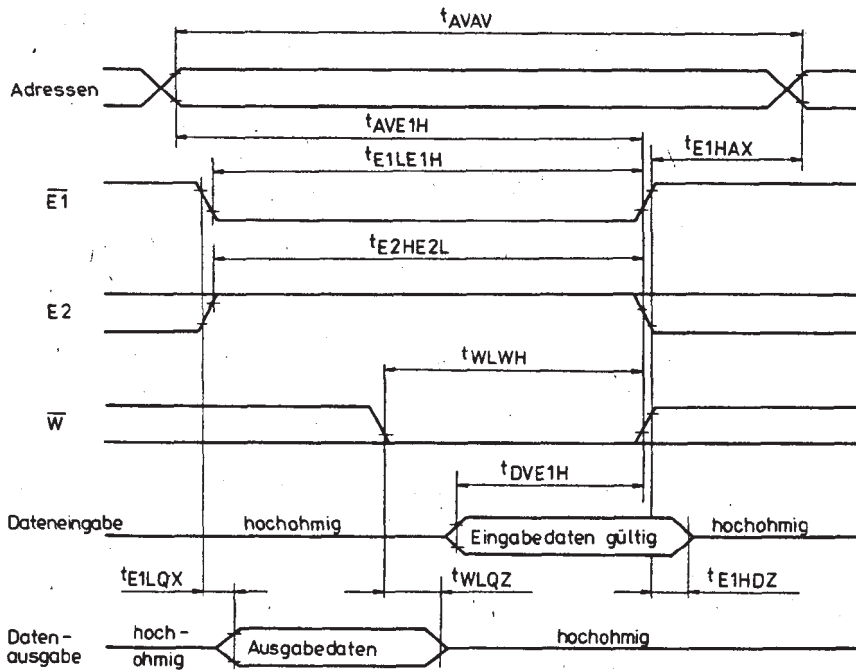 tAVAV
Adressen
tAVE1H
tE1LE1H
tE1HAX
E1
tE2HE2L
E2
tWLWH
W
tDVE1H
Dateneingabe
hochohmig
Eingabedaten gültig
hochohmig
tE1LQX
tWLQZ
tE1HDZ
Daten-
ausgabe
hoch-
ohmig
Ausgabedaten
hochohmig